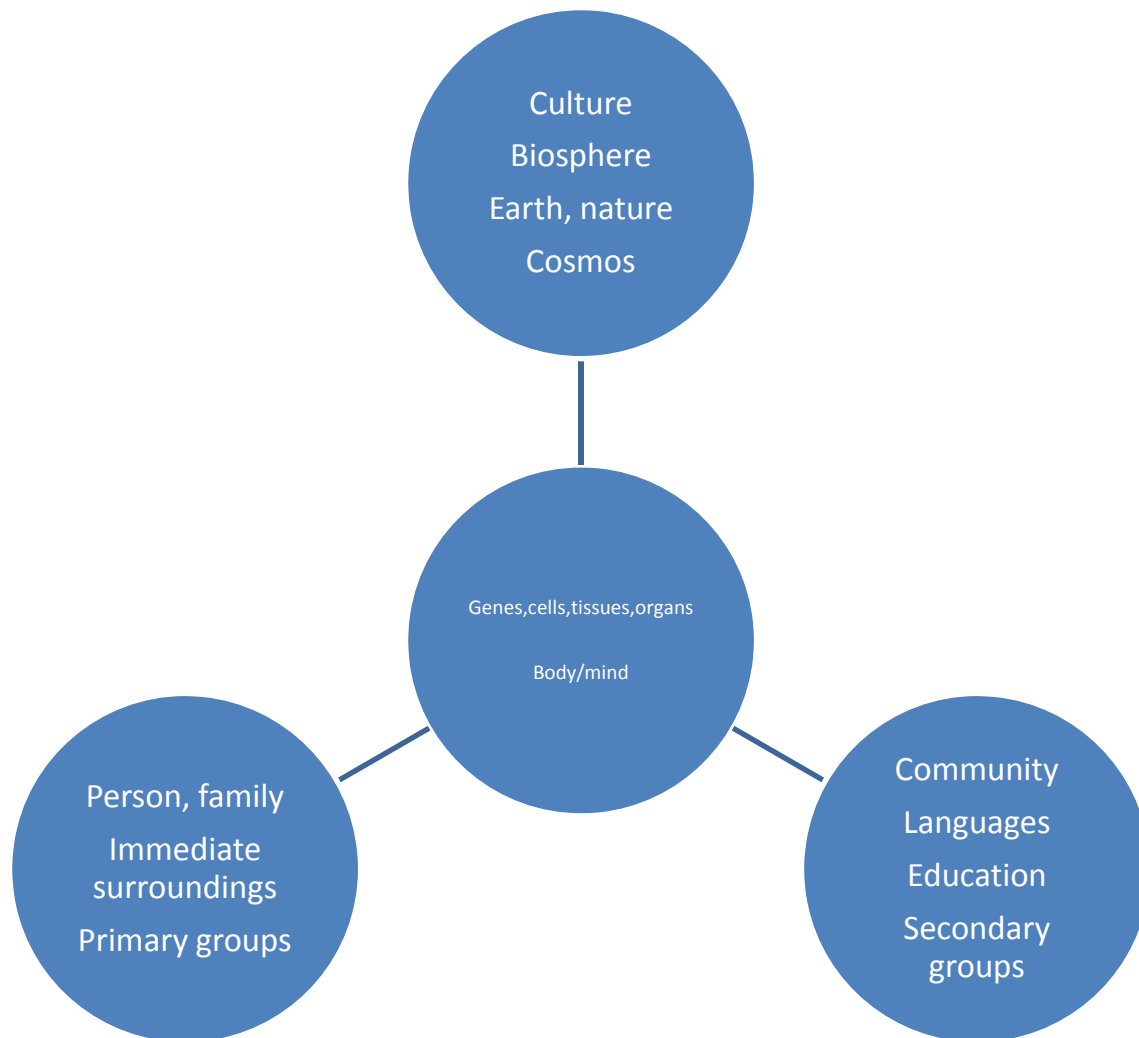 Culture
Biosphere
Earth, nature
Cosmos
Genes,cells,tissues,organs
Body/mind
Person, family
Immediate
surroundings
Primary groups
Community
Languages
Education
Secondary
groups